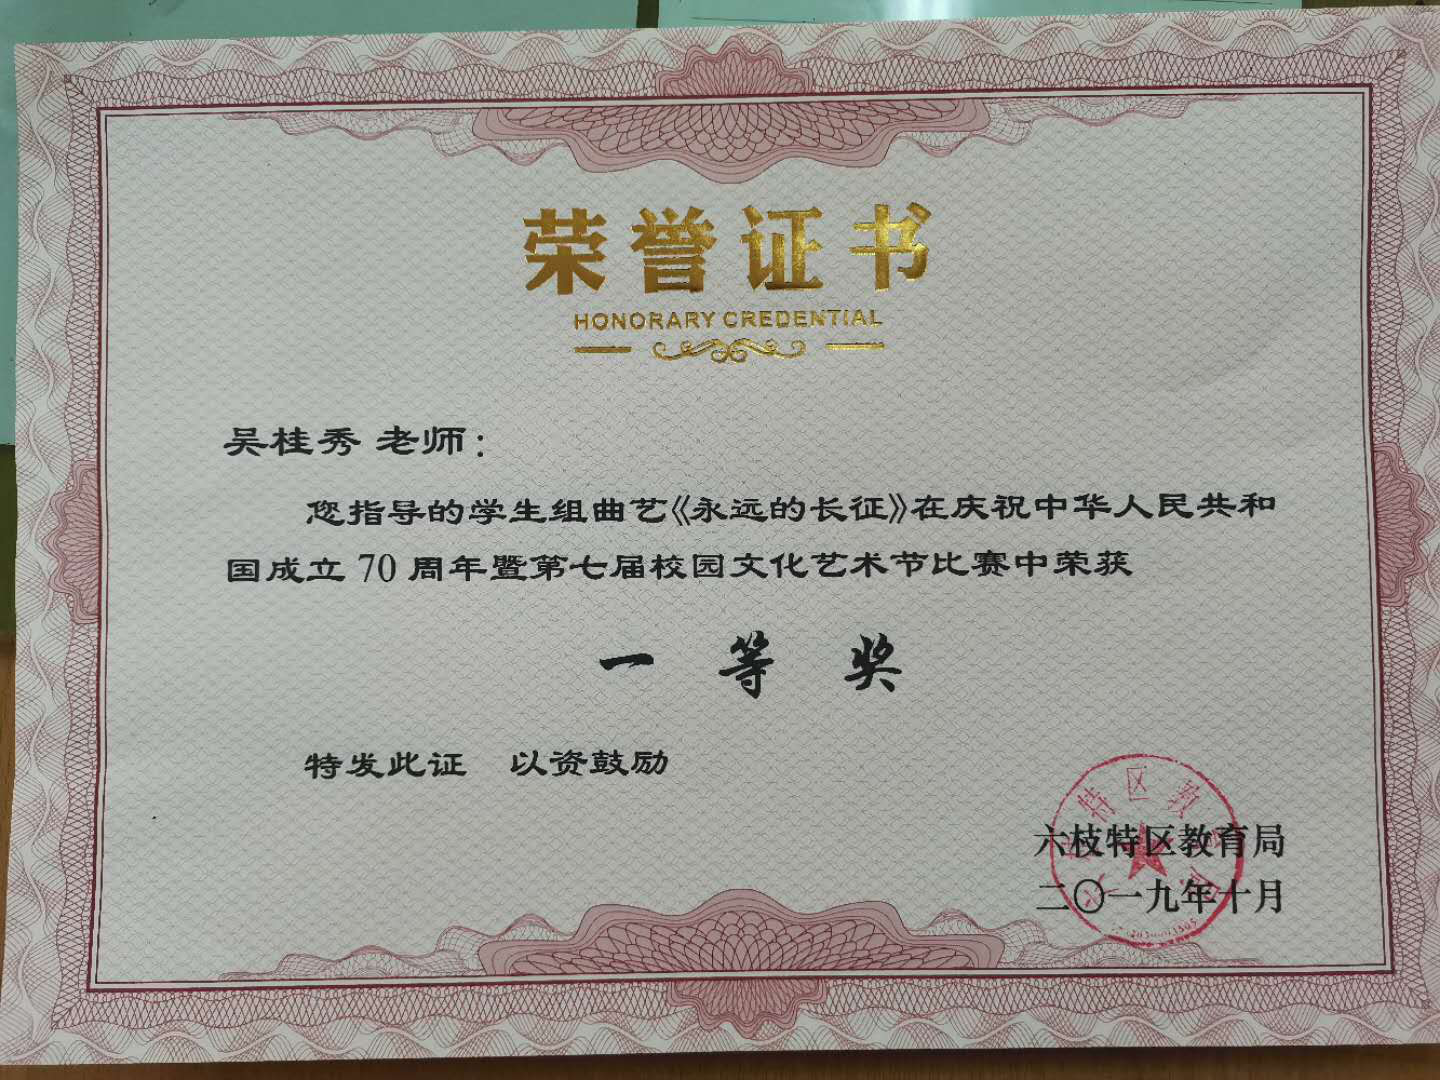 荣誉证书
HONORARY CREDENTIAL
吴桂秀 老师：
您指导的学生组曲艺《永远的长征》在庆祝中华人民共和
国成立 70 周年暨第七届校园文化艺术节比赛中荣获
一 等 奖
特发此证 以资鼓励
六枝特区教育局
二〇一九年十月